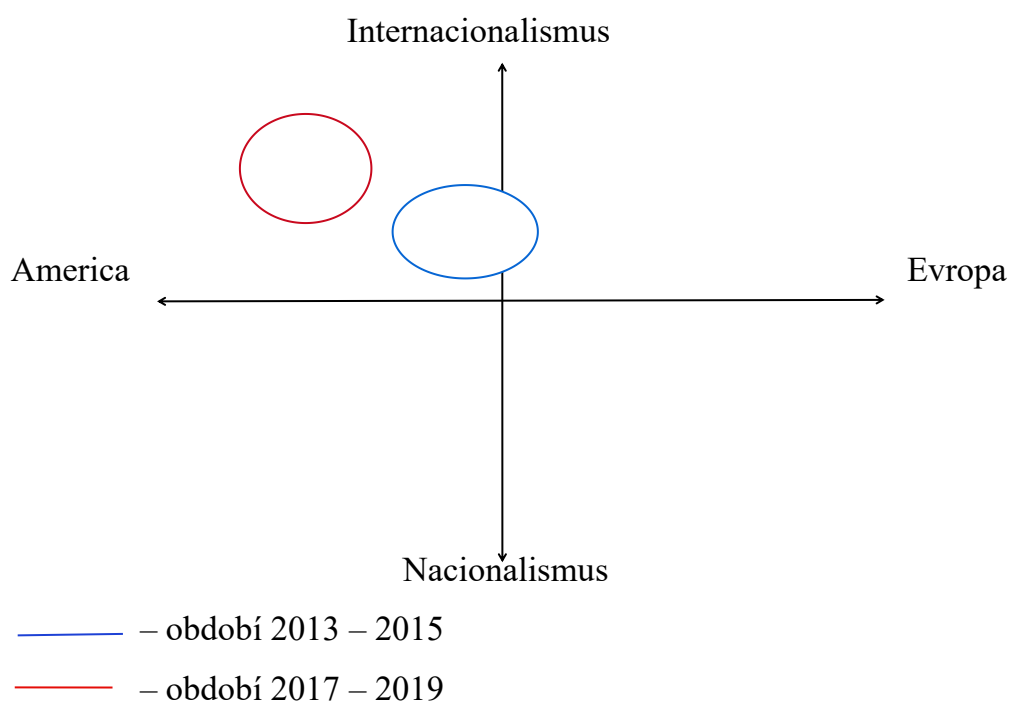 Internacionalismus
America
Evropa
Nacionalismus
– období 2013 – 2015
– období 2017 – 2019